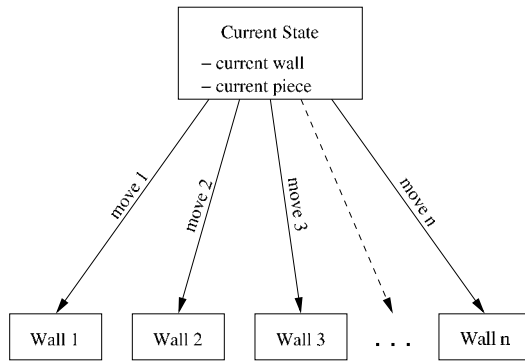 Current State
– current wall
– current piece
move 1
move 2
move 3
move n
Wall 1
Wall 2
Wall 3
. . .
Wall n